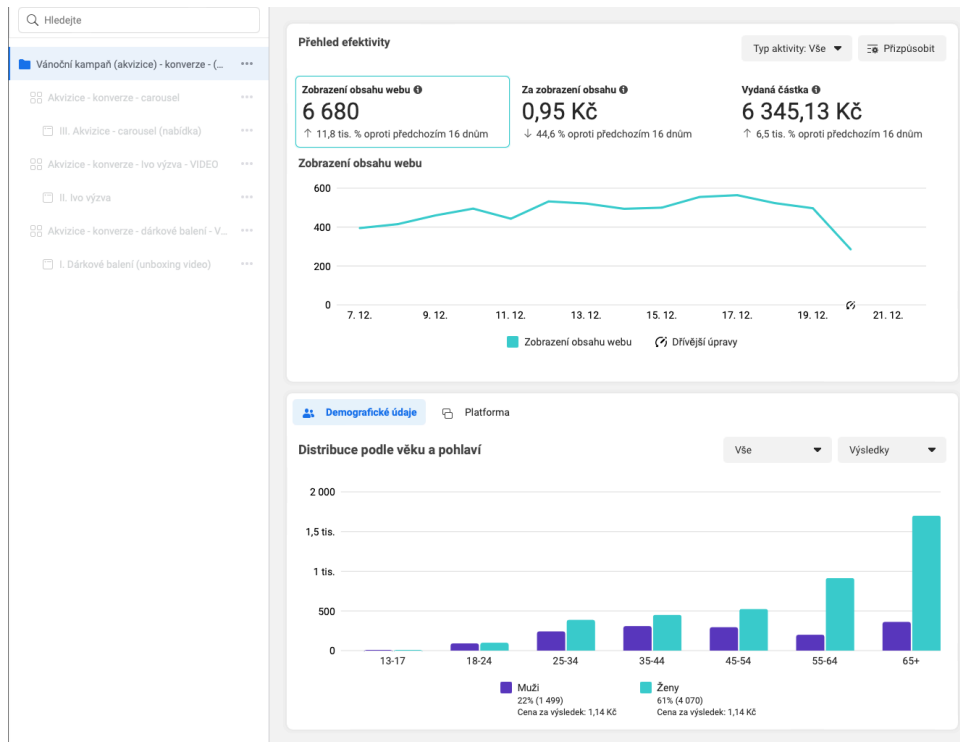 Hledejte
Vánoční kampaň (akvizice) - konverze - (...
Akvizice - konverze - carousel
III. Akvizice - carousel (nabídka)
Akvizice - konverze - Ivo výzva - VIDEO
II. Ivo výzva
Akvizice - konverze - dárkové balení - V...
I. Dárkové balení (unboxing video)
Přehled efektivity
Typ aktivity: Vše
Přizpůsobit
Zobrazení obsahu webu
6 680
↑ 11,8 tis. % oproti předchozím 16 dnům
Za zobrazení obsahu
0,95 Kč
↓ 44,6 % oproti předchozím 16 dnům
Vydaná částka
6 345,13 Kč
↑ 6,5 tis. % oproti předchozím 16 dnům
Zobrazení obsahu webu
600
400
200
0
7. 12. 9. 12. 11. 12. 13. 12. 15. 12. 17. 12. 19. 12. 21. 12.
Zobrazení obsahu webu Dřívější úpravy
Demografické údaje Platforma
Distribuce podle věku a pohlaví
Vše
Výsledky
2 000
1,5 tis.
1 tis.
500
0
13-17 18-24 25-34 35-44 45-54 55-64 65+
Muži
22% (1 499)
Cena za výsledek: 1,14 Kč
Ženy
61% (4 070)
Cena za výsledek: 1,14 Kč